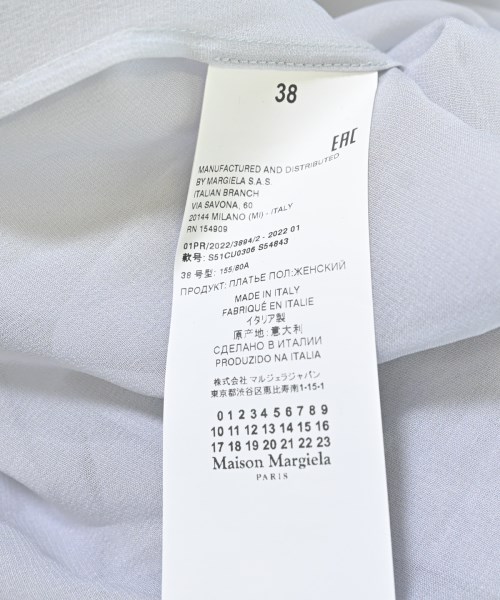 38
EAC
MANUFACTURED AND DISTRIBUTED
BY MARGIELA S.A.S.
ITALIAN BRANCH
VIA SAVONA, 60
20144 MILANO (MI) - ITALY
RN 154909
01PR/2022/3894/2 - 2022 01
款号: S51CU0306 S54843
38 号型: 155/80A
ПРОДУКТ: ПЛАТЬЕ ПОЛ:ЖЕНСКИЙ
MADE IN ITALY
FABRIQUÉ EN ITALIE
イタリア製
原产地: 意大利
СДЕЛАНО В ИТАЛИИ
PRODUZIDO NA ITALIA
株式会社 マルジェラジャパン
東京都渋谷区恵比寿南1-15-1
0 1 2 3 4 5 6 7 8 9
10 11 12 13 14 15 16
17 18 19 20 21 22 23
Maison Margiela
PARIS